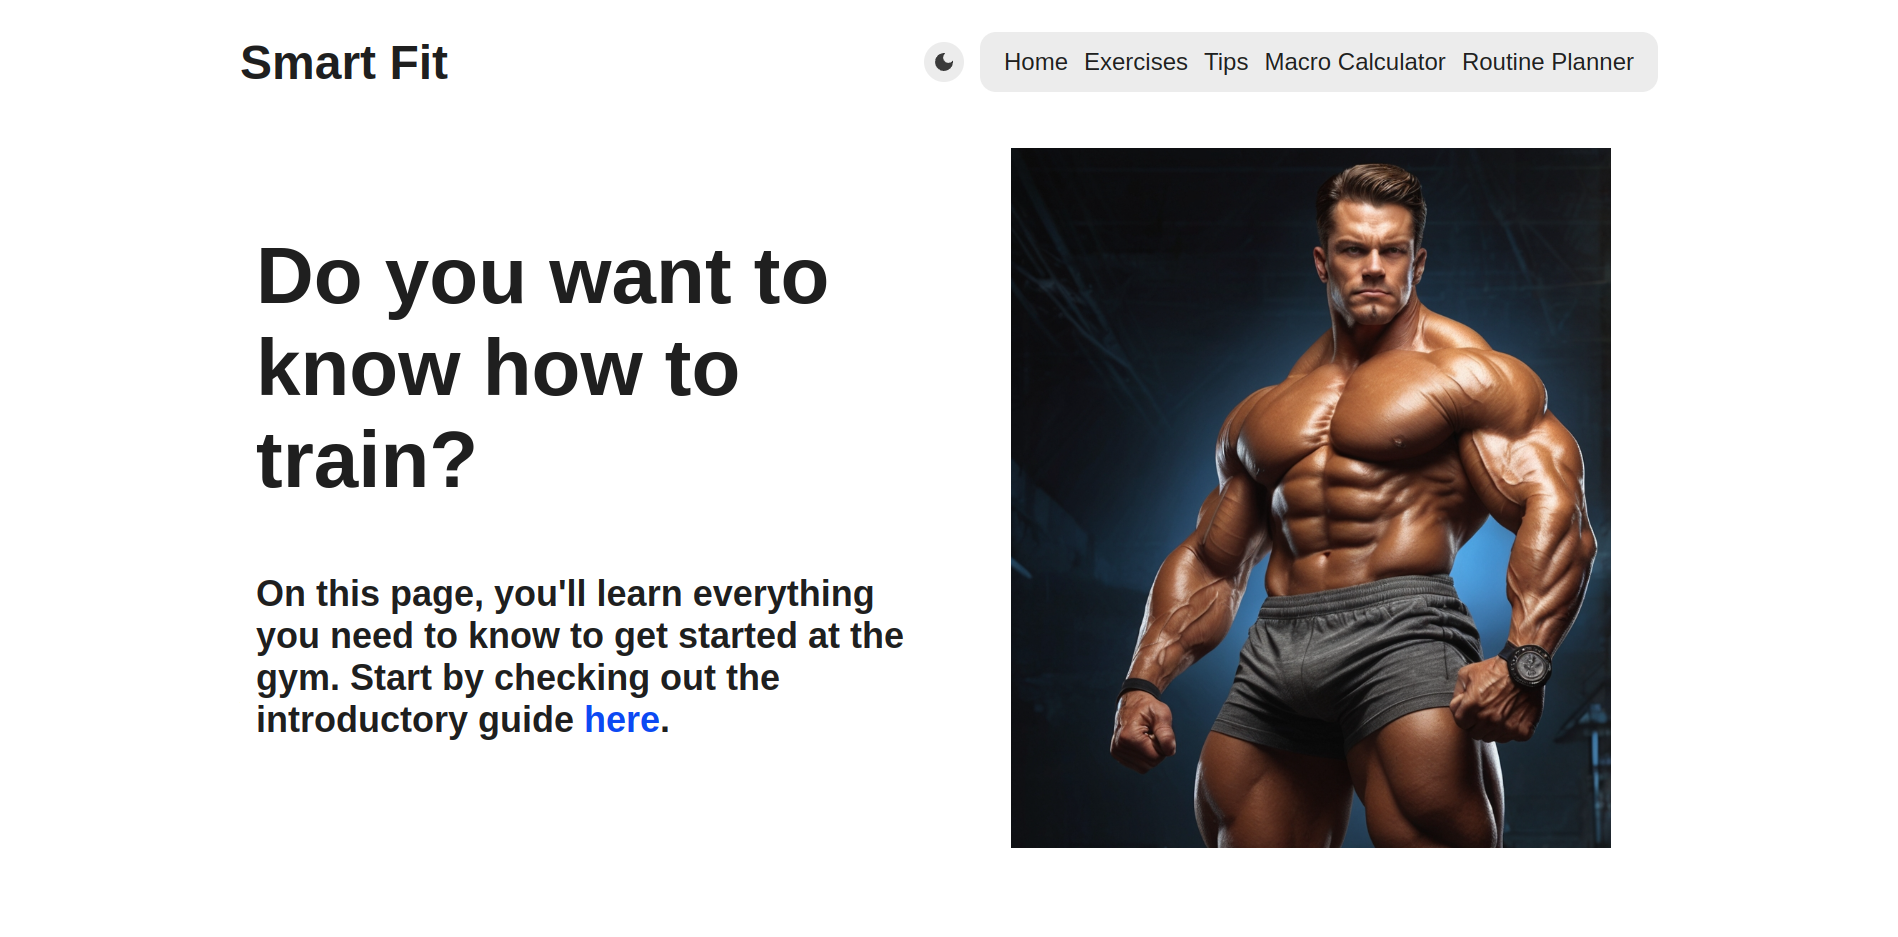 Smart Fit
Home Exercises Tips Macro Calculator Routine Planner
Do you want to
know how to
train?
On this page, you'll learn everything
you need to know to get started at the
gym. Start by checking out the
introductory guide here.